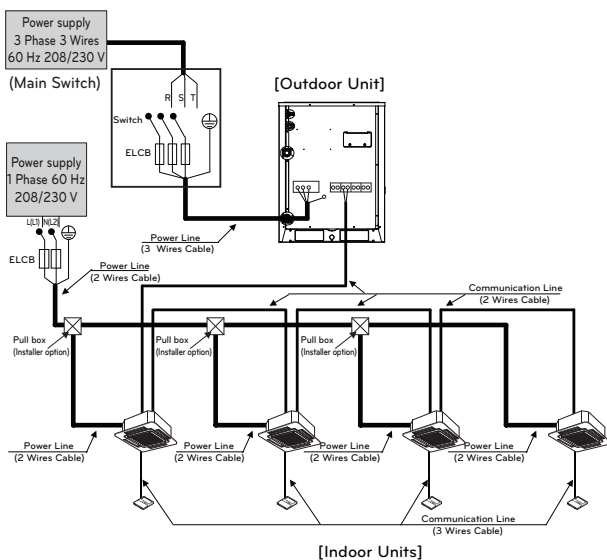 Power supply
3 Phase 3 Wires
60 Hz 208/230 V
(Main Switch)
[Outdoor Unit]
R S T
Switch
ELCB
Power supply
1 Phase 60 Hz
208/230 V
L(L1) N(L2)
ELCB
Power Line
(2 Wires Cable)
Power Line
(3 Wires Cable)
Communication Line
(2 Wires Cable)
Pull box
(Installer option)
Pull box
(Installer option)
Pull box
(Installer option)
Power Line
(2 Wires Cable)
Power Line
(2 Wires Cable)
Power Line
(2 Wires Cable)
Power Line
(2 Wires Cable)
Communication Line
(3 Wires Cable)
[Indoor Units]